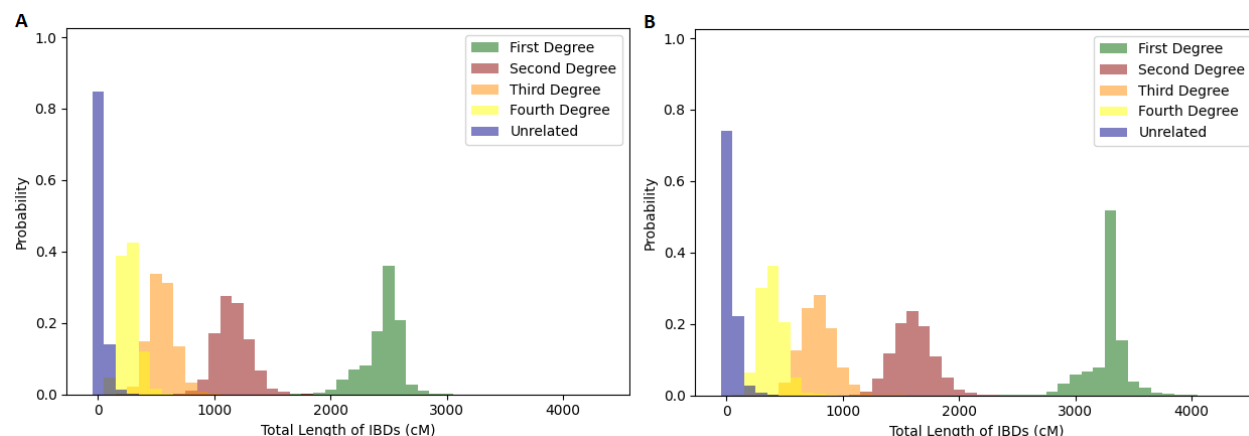 A
1.0
0.8
0.6
0.4
0.2
0.0
Probability
0 1000 2000 3000 4000
Total Length of IBDs (cM)
First Degree
Second Degree
Third Degree
Fourth Degree
Unrelated
B
1.0
0.8
0.6
0.4
0.2
0.0
Probability
0 1000 2000 3000 4000
Total Length of IBDs (cM)
First Degree
Second Degree
Third Degree
Fourth Degree
Unrelated